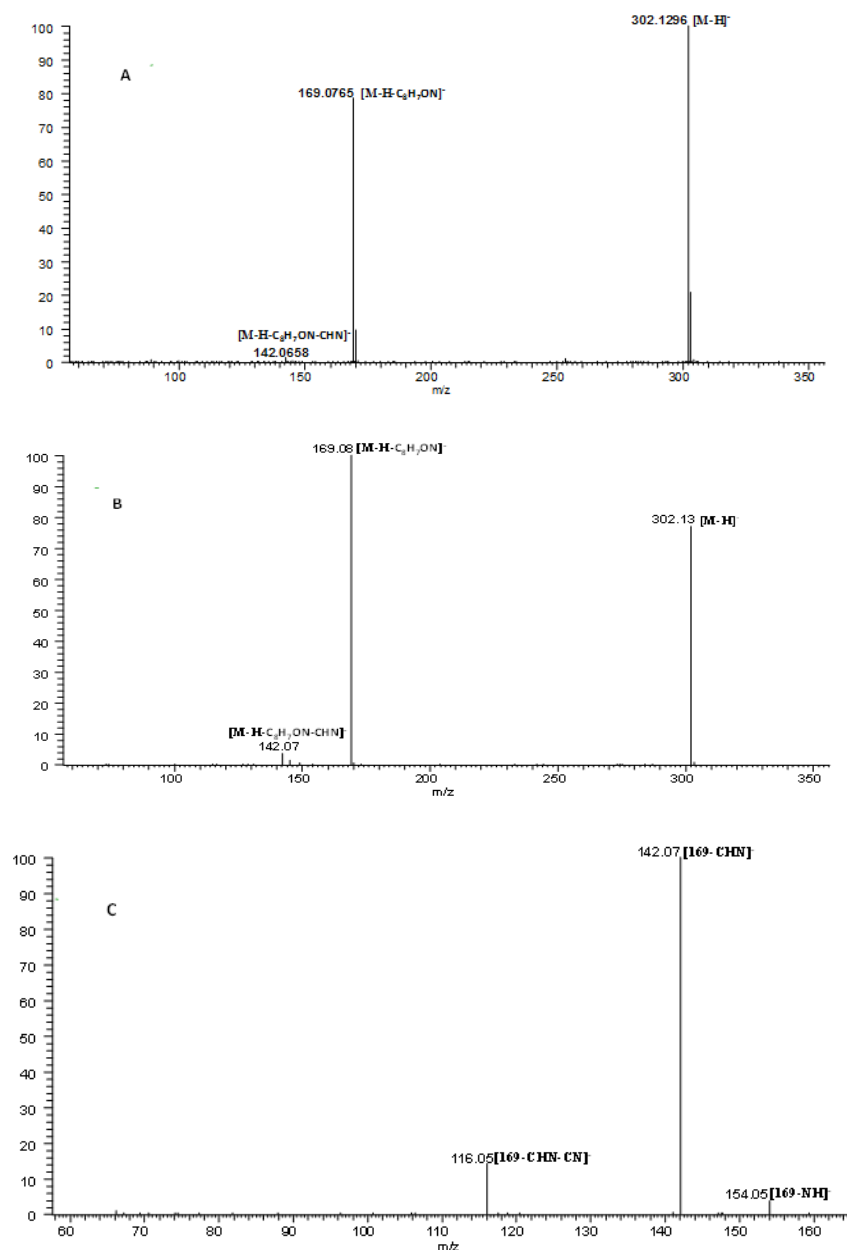 302.1296 [M-H]⁻
100
90
A
80
169.0765 [M-H-C₈H₇ON]⁻
70
60
50
40
30
20
10
[M-H-C₈H₇ON-CHN]⁻
142.0658
0
100 150 200 250 300 350
m/z
169.08 [M-H-C₈H₇ON]⁻
100
90
B
80
302.13 [M-H]⁻
70
60
50
40
30
20
10
[M-H-C₈H₇ON-CHN]⁻
142.07
0
100 150 200 250 300 350
m/z
142.07 [169-CHN]⁻
100
90
C
80
70
60
50
40
30
20
116.05 [169-CHN-CN]⁻
10
154.05 [169-NH]⁻
0
60 70 80 90 100 110 120 130 140 150 160
m/z